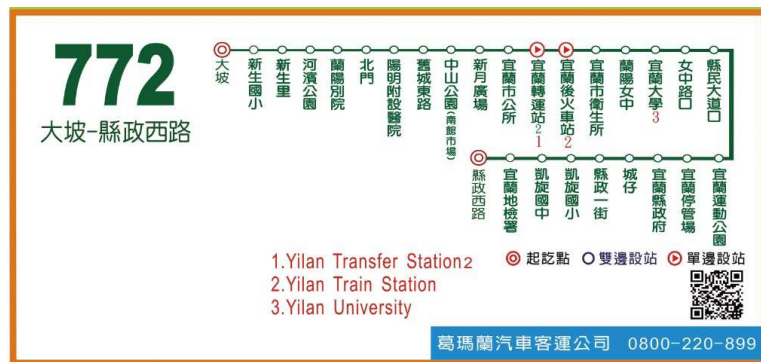 772
大坡-縣政西路
大坡
新生國小
新生里
河濱公園
蘭陽別院
北門
陽明附設醫院
舊城東路
中山公園(南館市場)
新月廣場
宜蘭市公所
宜蘭轉運站2 1
宜蘭後火車站 2
宜蘭市衛生所
蘭陽女中
宜蘭大學 3
女中路口
縣民大道口
縣政西路
宜蘭地檢署
凱旋國中
凱旋國小
縣政一街
城仔
宜蘭縣政府
宜蘭停管場
宜蘭運動公園
1.Yilan Transfer Station2
2.Yilan Train Station
3.Yilan University
起訖點 雙邊設站 單邊設站
葛瑪蘭汽車客運公司 0800-220-899